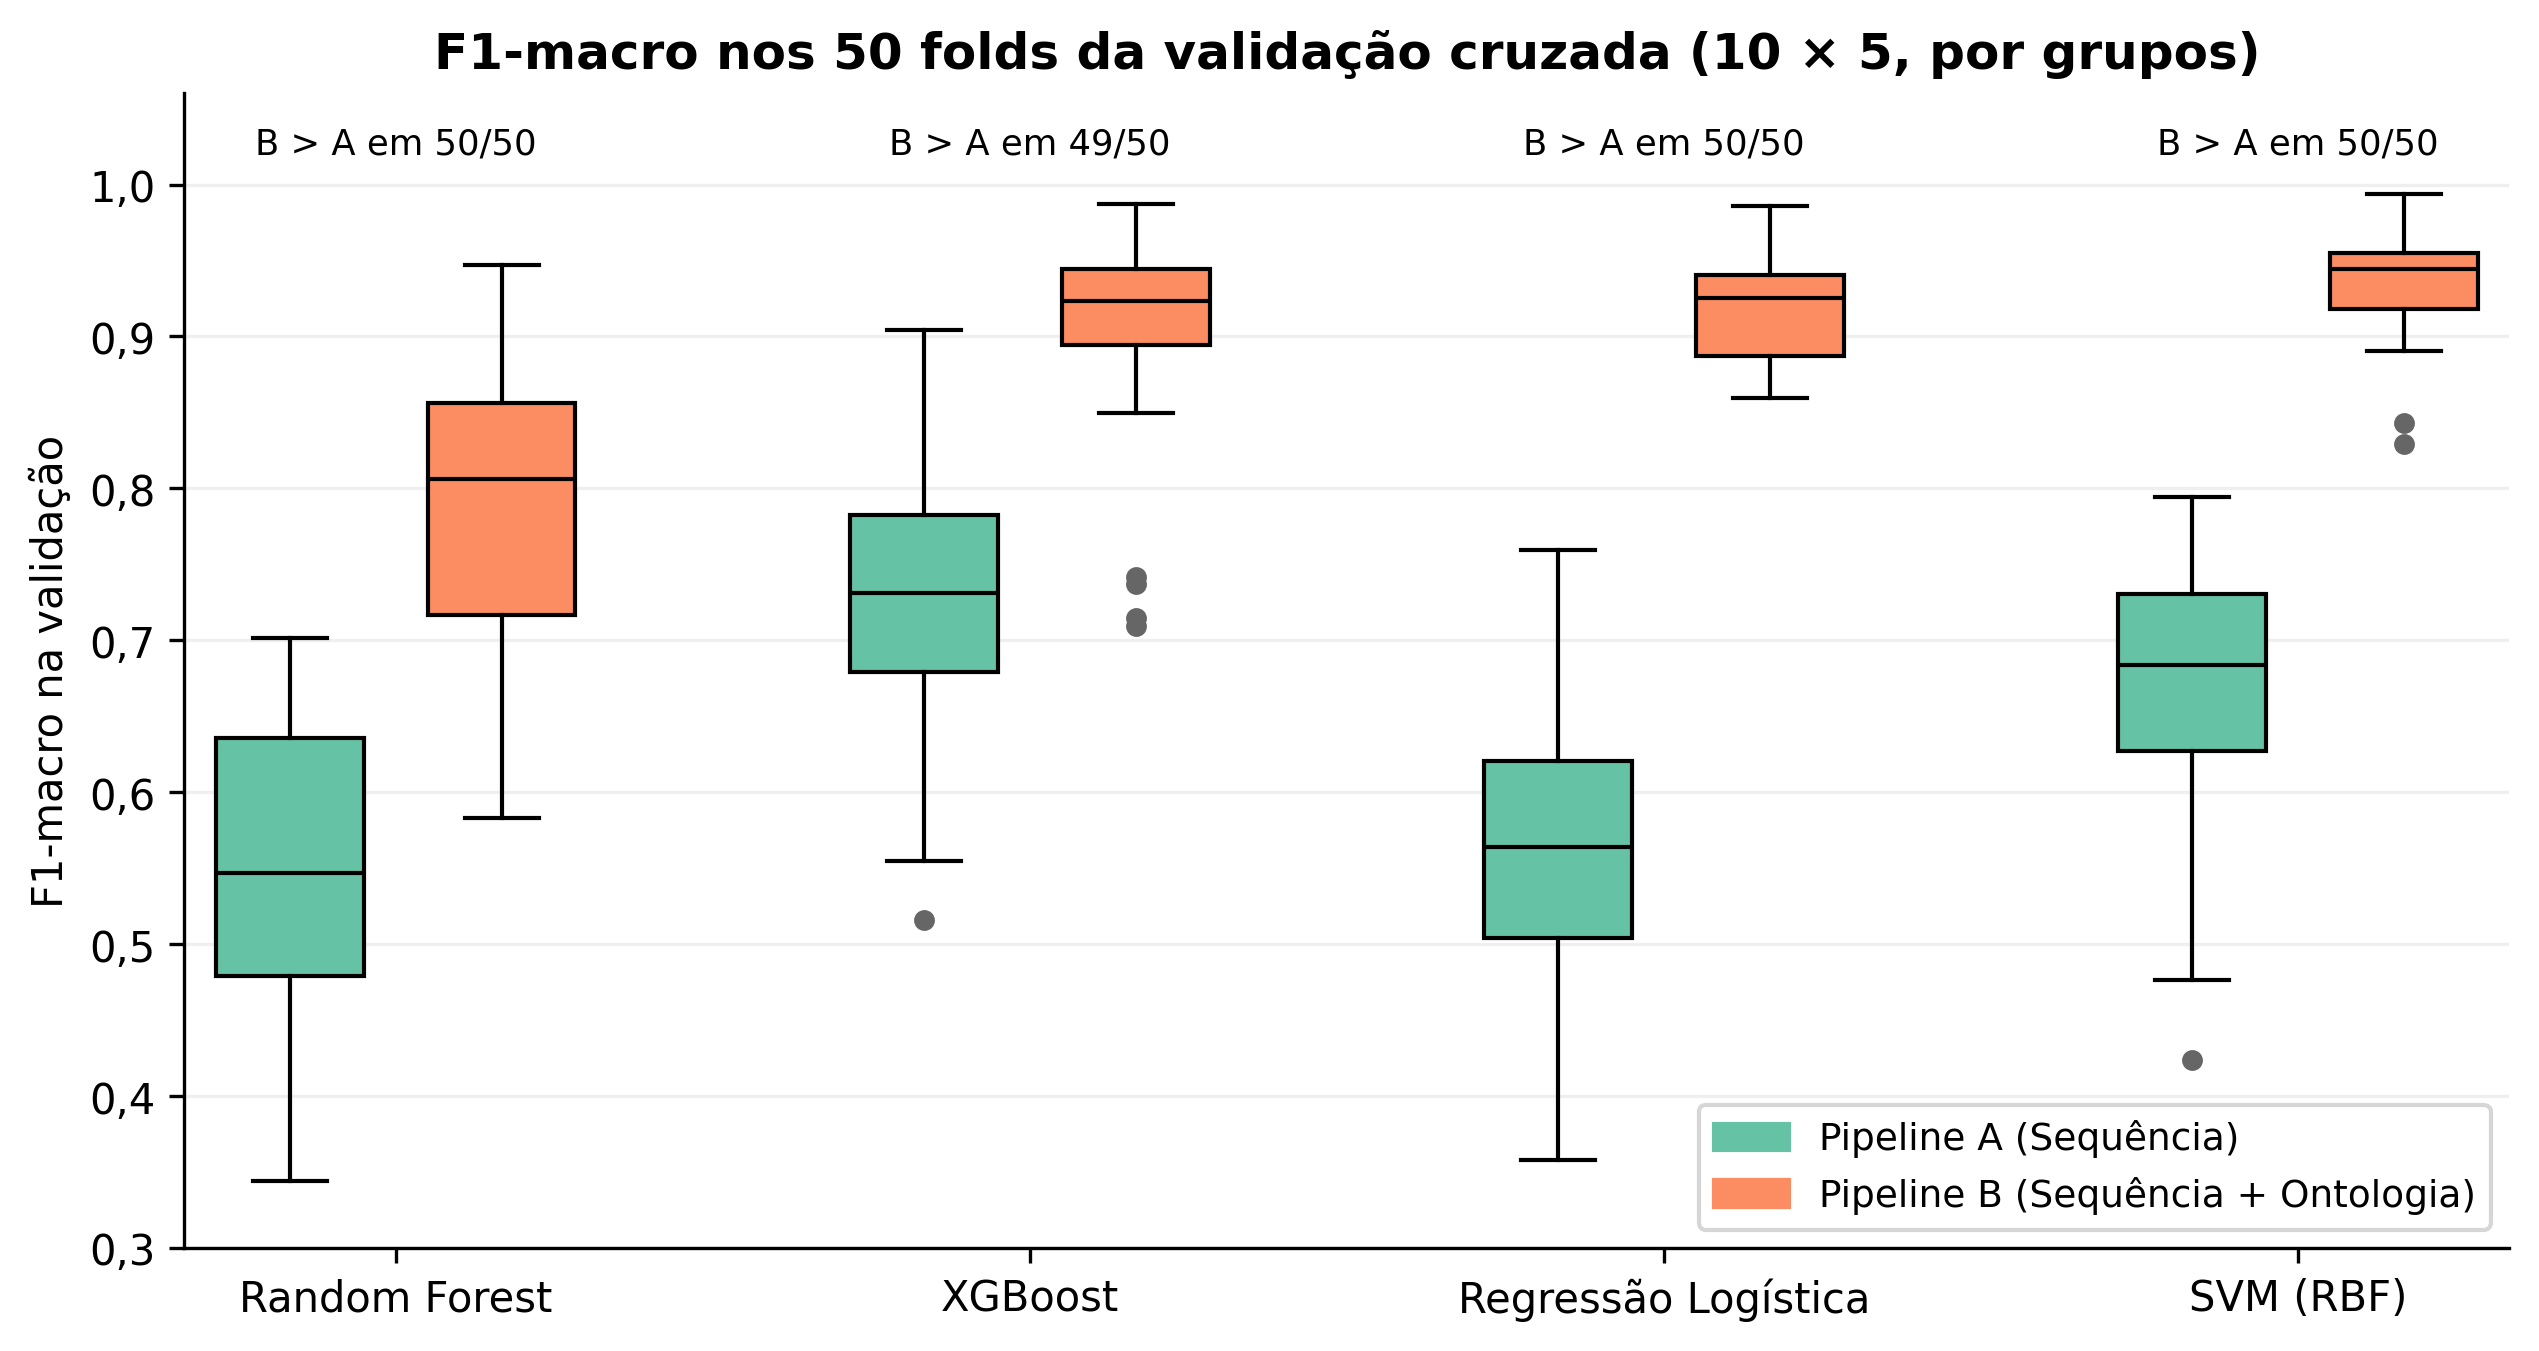 F1-macro nos 50 folds da validação cruzada (10 × 5, por grupos)
B > A em 50/50
B > A em 49/50
B > A em 50/50
B > A em 50/50
F1-macro na validação
1,0
0,9
0,8
0,7
0,6
0,5
0,4
0,3
Pipeline A (Sequência)
Pipeline B (Sequência + Ontologia)
Random Forest
XGBoost
Regressão Logística
SVM (RBF)